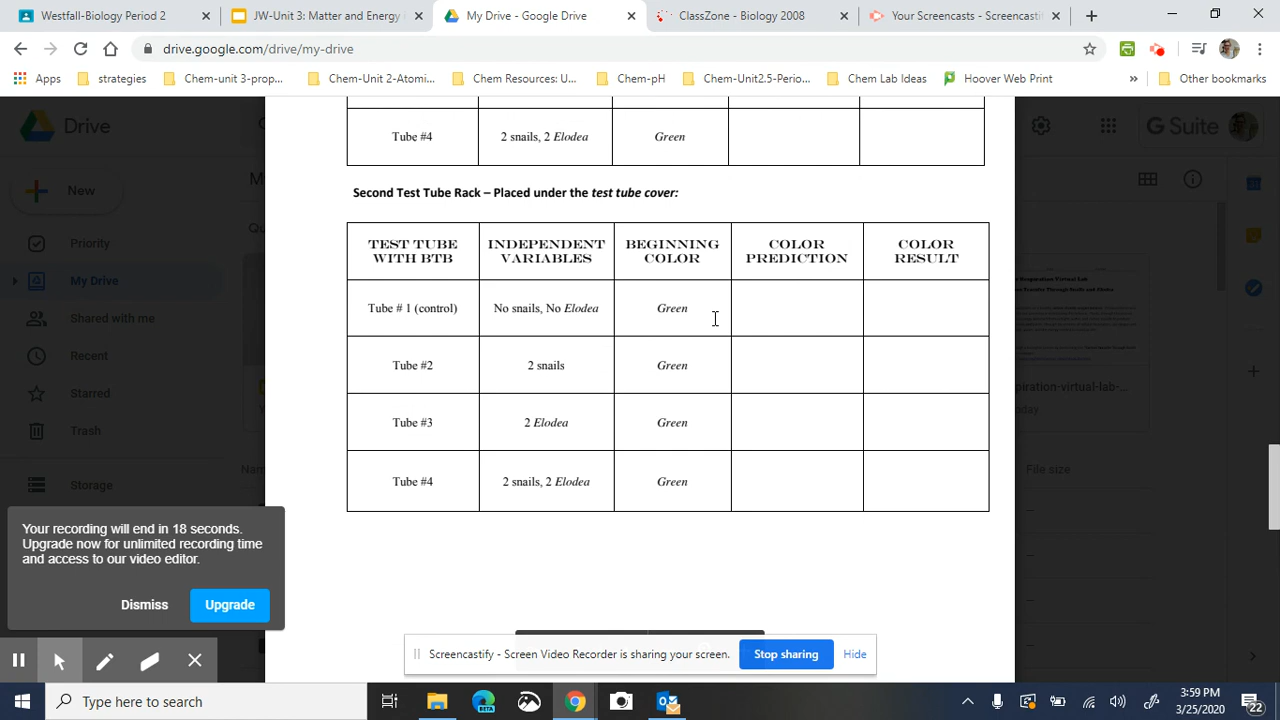 Westfall-Biology Period 2
JW-Unit 3: Matter and Energy
My Drive - Google Drive
ClassZone - Biology 2008
Your Screencasts - Screencasti
drive.google.com/drive/my-drive
Apps
strategies
Chem-unit 3-prop...
Chem-Unit 2-Atomi...
Chem Resources: U...
Chem-pH
Chem-Unit2.5-Perio...
Chem Lab Ideas
Hoover Web Print
»
Other bookmarks
Drive
G Suite
New
Priority
My Drive
Shared with me
Recent
Starred
Trash
Storage
Tube #4 2 snails, 2 Elodea Green
Second Test Tube Rack – Placed under the test tube cover:
TEST TUBE WITH BTB INDEPENDENT VARIABLES BEGINNING COLOR COLOR PREDICTION COLOR RESULT
Tube # 1 (control) No snails, No Elodea Green
Tube #2 2 snails Green
Tube #3 2 Elodea Green
Tube #4 2 snails, 2 Elodea Green
piration-virtual-lab-...
File size
Your recording will end in 18 seconds.
Upgrade now for unlimited recording time
and access to our video editor.
Dismiss
Upgrade
Screencastify - Screen Video Recorder is sharing your screen.
Stop sharing
Hide
Type here to search
BETA
3:59 PM
3/25/2020
22